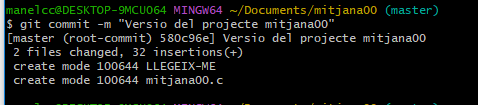 manelcc@DESKTOP-9MCUO64 MINGW64 ~/Documents/mitjana00 (master)
$ git commit -m "Versio del projecte mitjana00"
[master (root-commit) 580c96e] Versio del projecte mitjana00
 2 files changed, 32 insertions(+)
 create mode 100644 LLEGEIX-ME
 create mode 100644 mitjana00.c